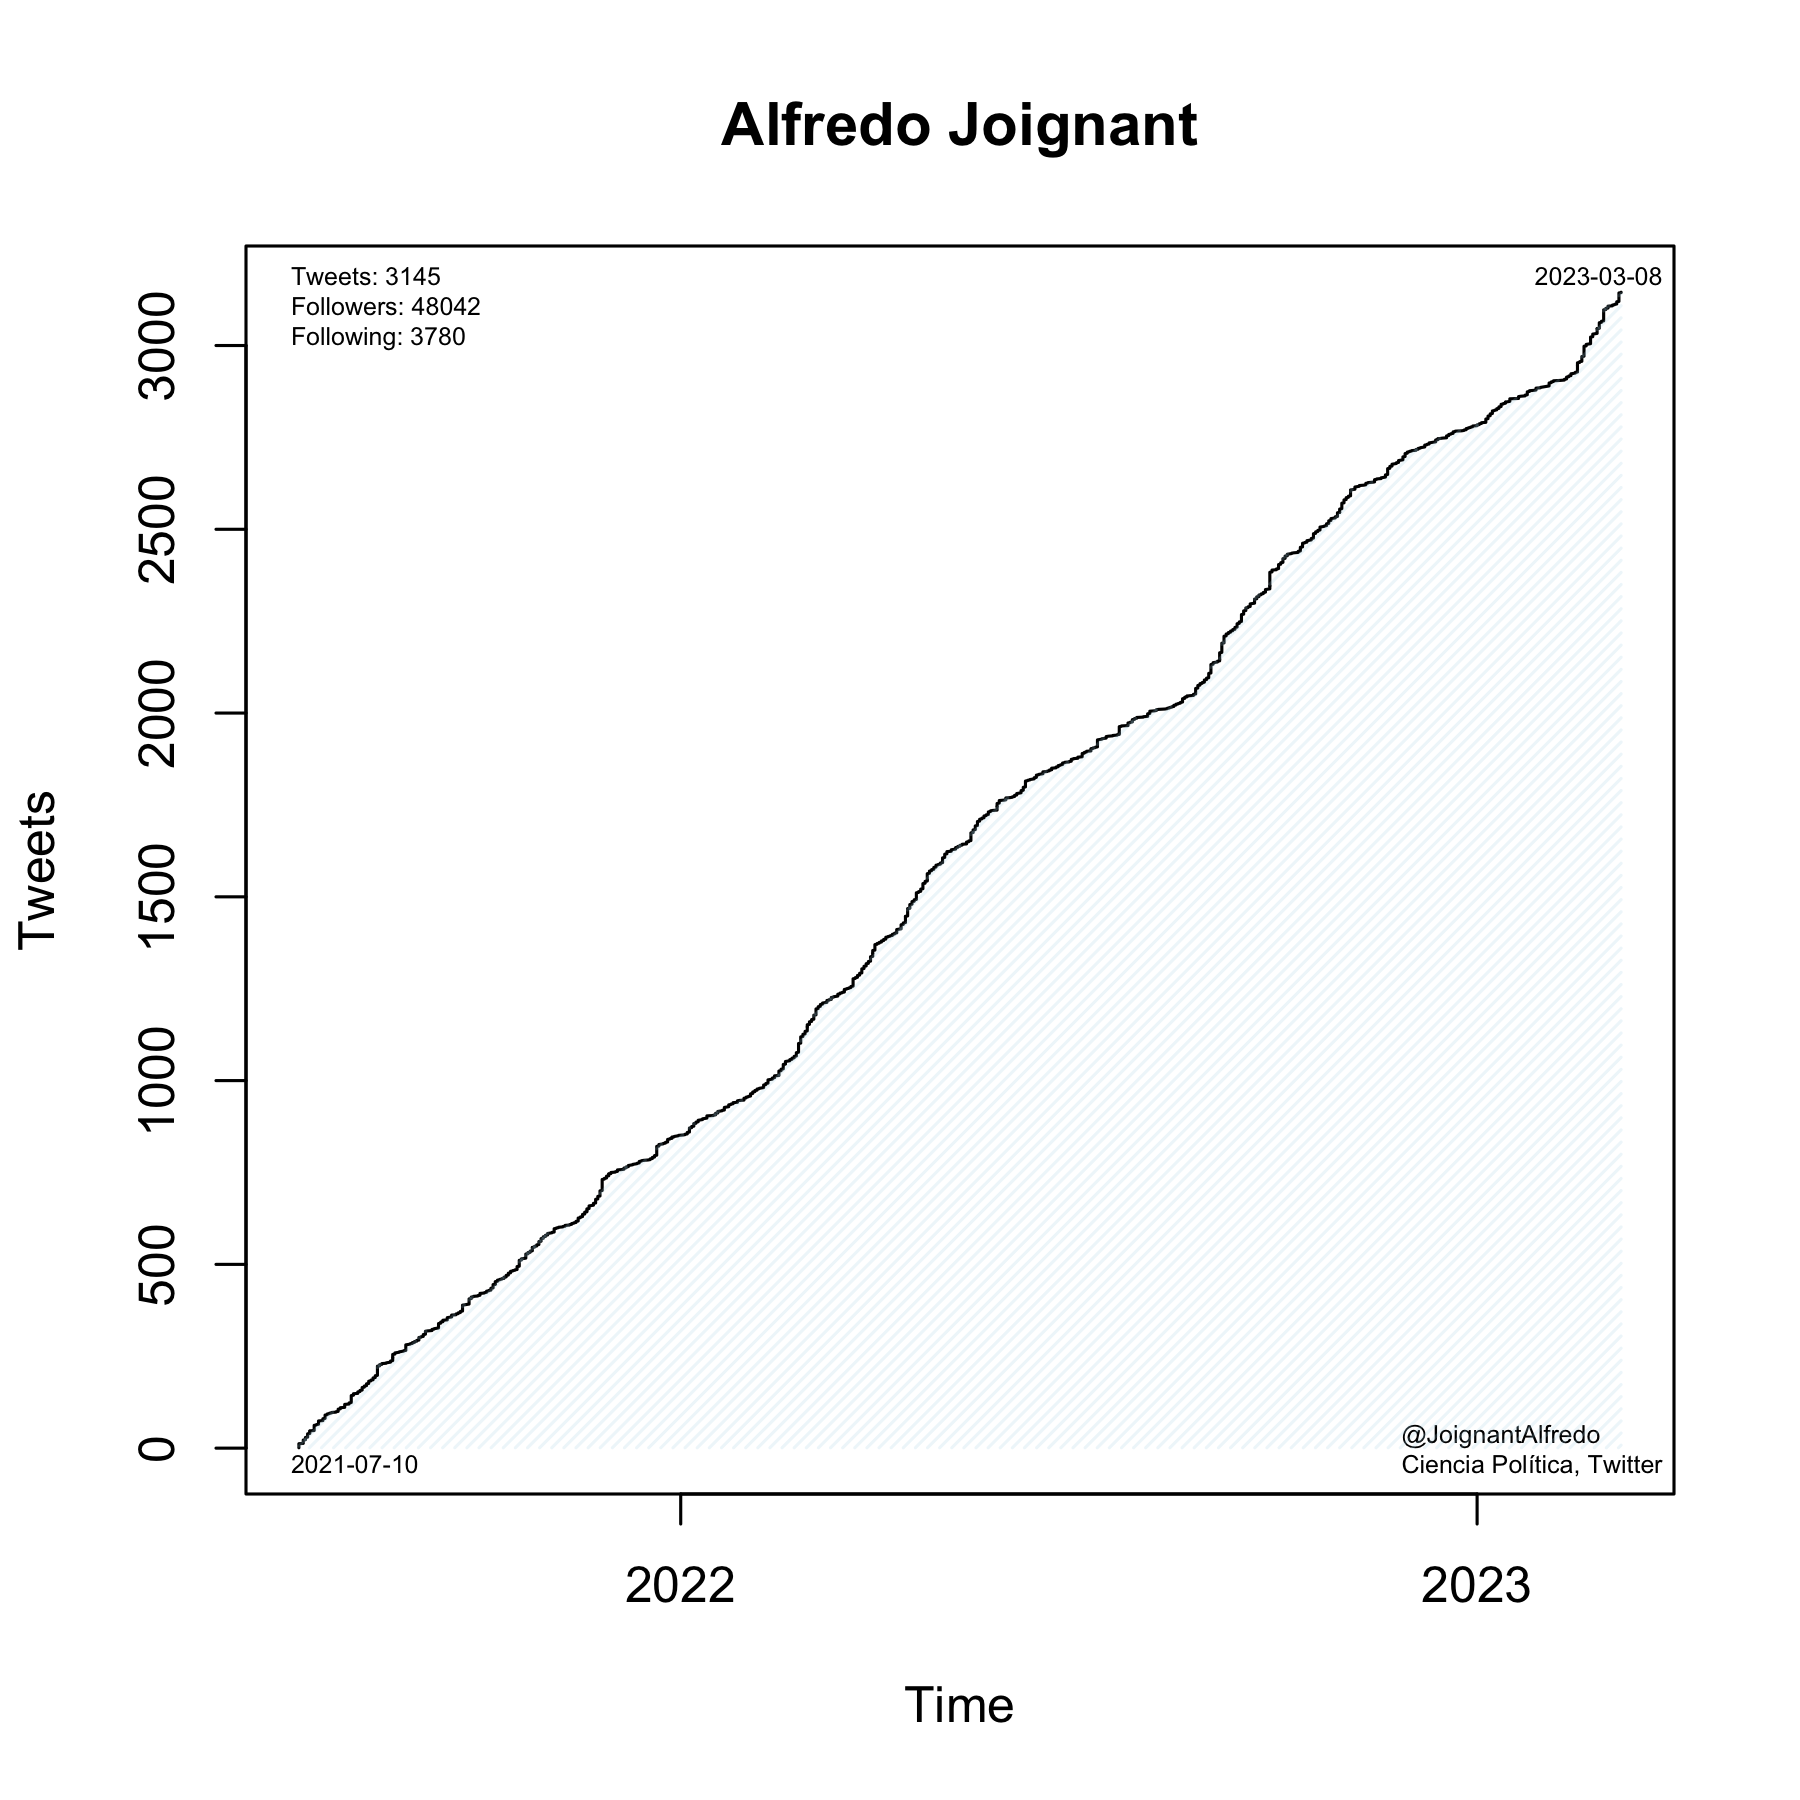 Alfredo Joignant
Tweets: 3145
Followers: 48042
Following: 3780
2023-03-08
3000
2500
2000
1500
1000
500
0
Tweets
2021-07-10
@JoignantAlfredo
Ciencia Política, Twitter
2022
2023
Time